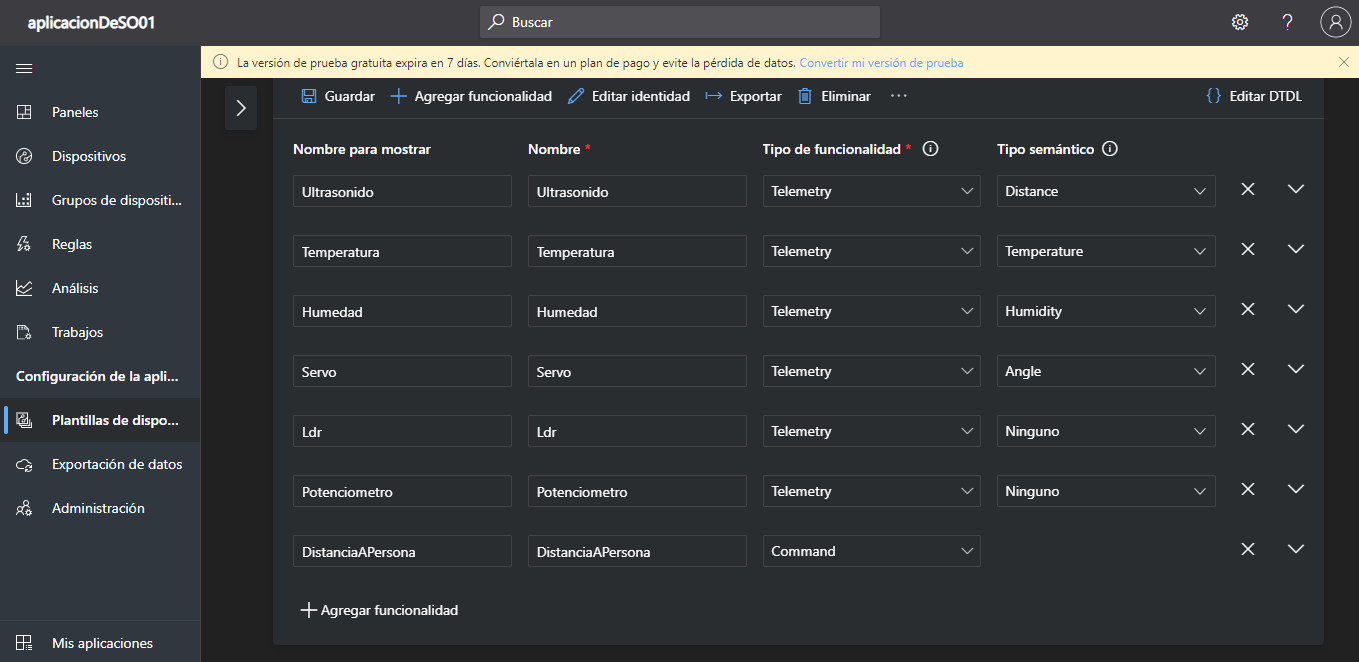 aplicacionDeSO01
Buscar
La versión de prueba gratuita expira en 7 días. Conviértala en un plan de pago y evite la pérdida de datos. Convertir mi versión de prueba
Paneles
Dispositivos
Grupos de dispositi...
Reglas
Análisis
Trabajos
Configuración de la apli...
Plantillas de dispo...
Exportación de datos
Administración
Mis aplicaciones
Guardar Agregar funcionalidad Editar identidad Exportar Eliminar ... Editar DTDL
Nombre para mostrar Nombre * Tipo de funcionalidad * Tipo semántico
Ultrasonido Ultrasonido Telemetry Distance
Temperatura Temperatura Telemetry Temperature
Humedad Humedad Telemetry Humidity
Servo Servo Telemetry Angle
Ldr Ldr Telemetry Ninguno
Potenciometro Potenciometro Telemetry Ninguno
DistanciaAPersona DistanciaAPersona Command
Agregar funcionalidad